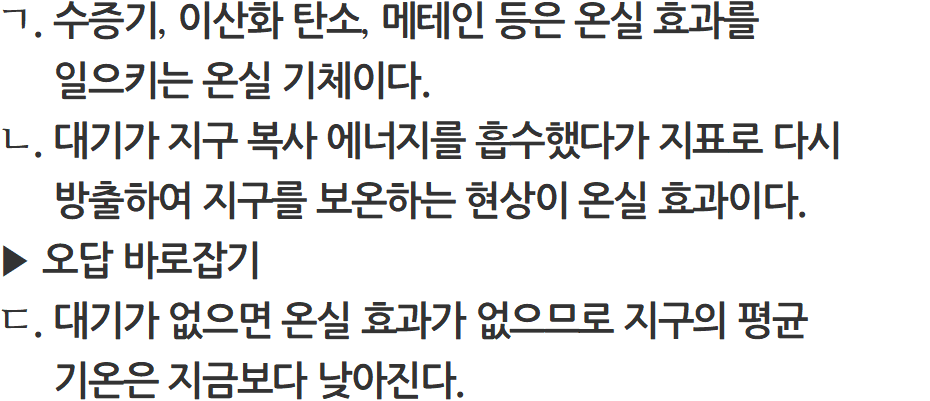 ㄱ. 수증기, 이산화 탄소, 메테인 등은 온실 효과를
일으키는 온실 기체이다.
ㄴ. 대기가 지구 복사 에너지를 흡수했다가 지표로 다시
방출하여 지구를 보온하는 현상이 온실 효과이다.
▶ 오답 바로잡기
ㄷ. 대기가 없으면 온실 효과가 없으므로 지구의 평균
기온은 지금보다 낮아진다.